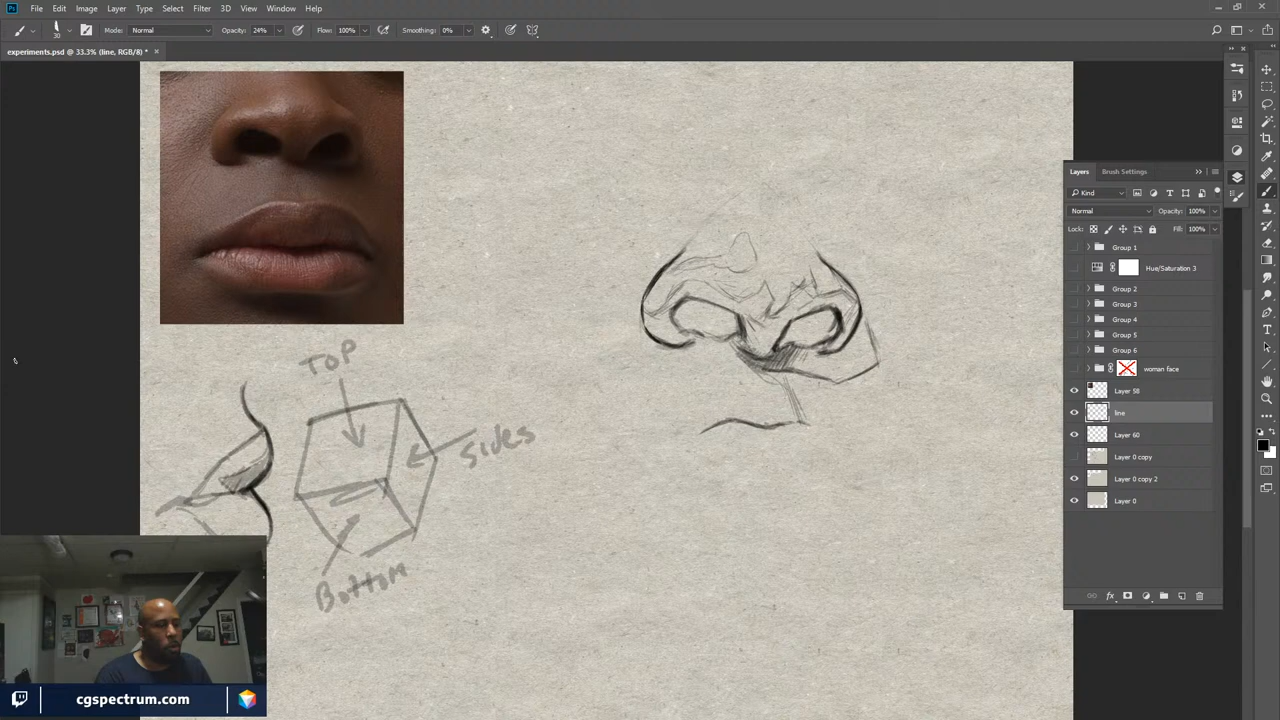 File Edit Image Layer Type Select Filter 3D View Window Help
30 Mode: Normal Opacity: 24% Flow: 100% Smoothing: 0%
experiments.psd @ 33.3% (line, RGB/8) *
Layers Brush Settings
Kind
Normal Opacity: 100%
Lock: Fill: 100%
Group 1
Hue/Saturation 3
Group 2
Group 3
Group 4
Group 5
Group 6
woman face
Layer 58
line
Layer 60
Layer 0 copy
Layer 0 copy 2
Layer 0
TOP
Sides
Bottom
cgspectrum.com